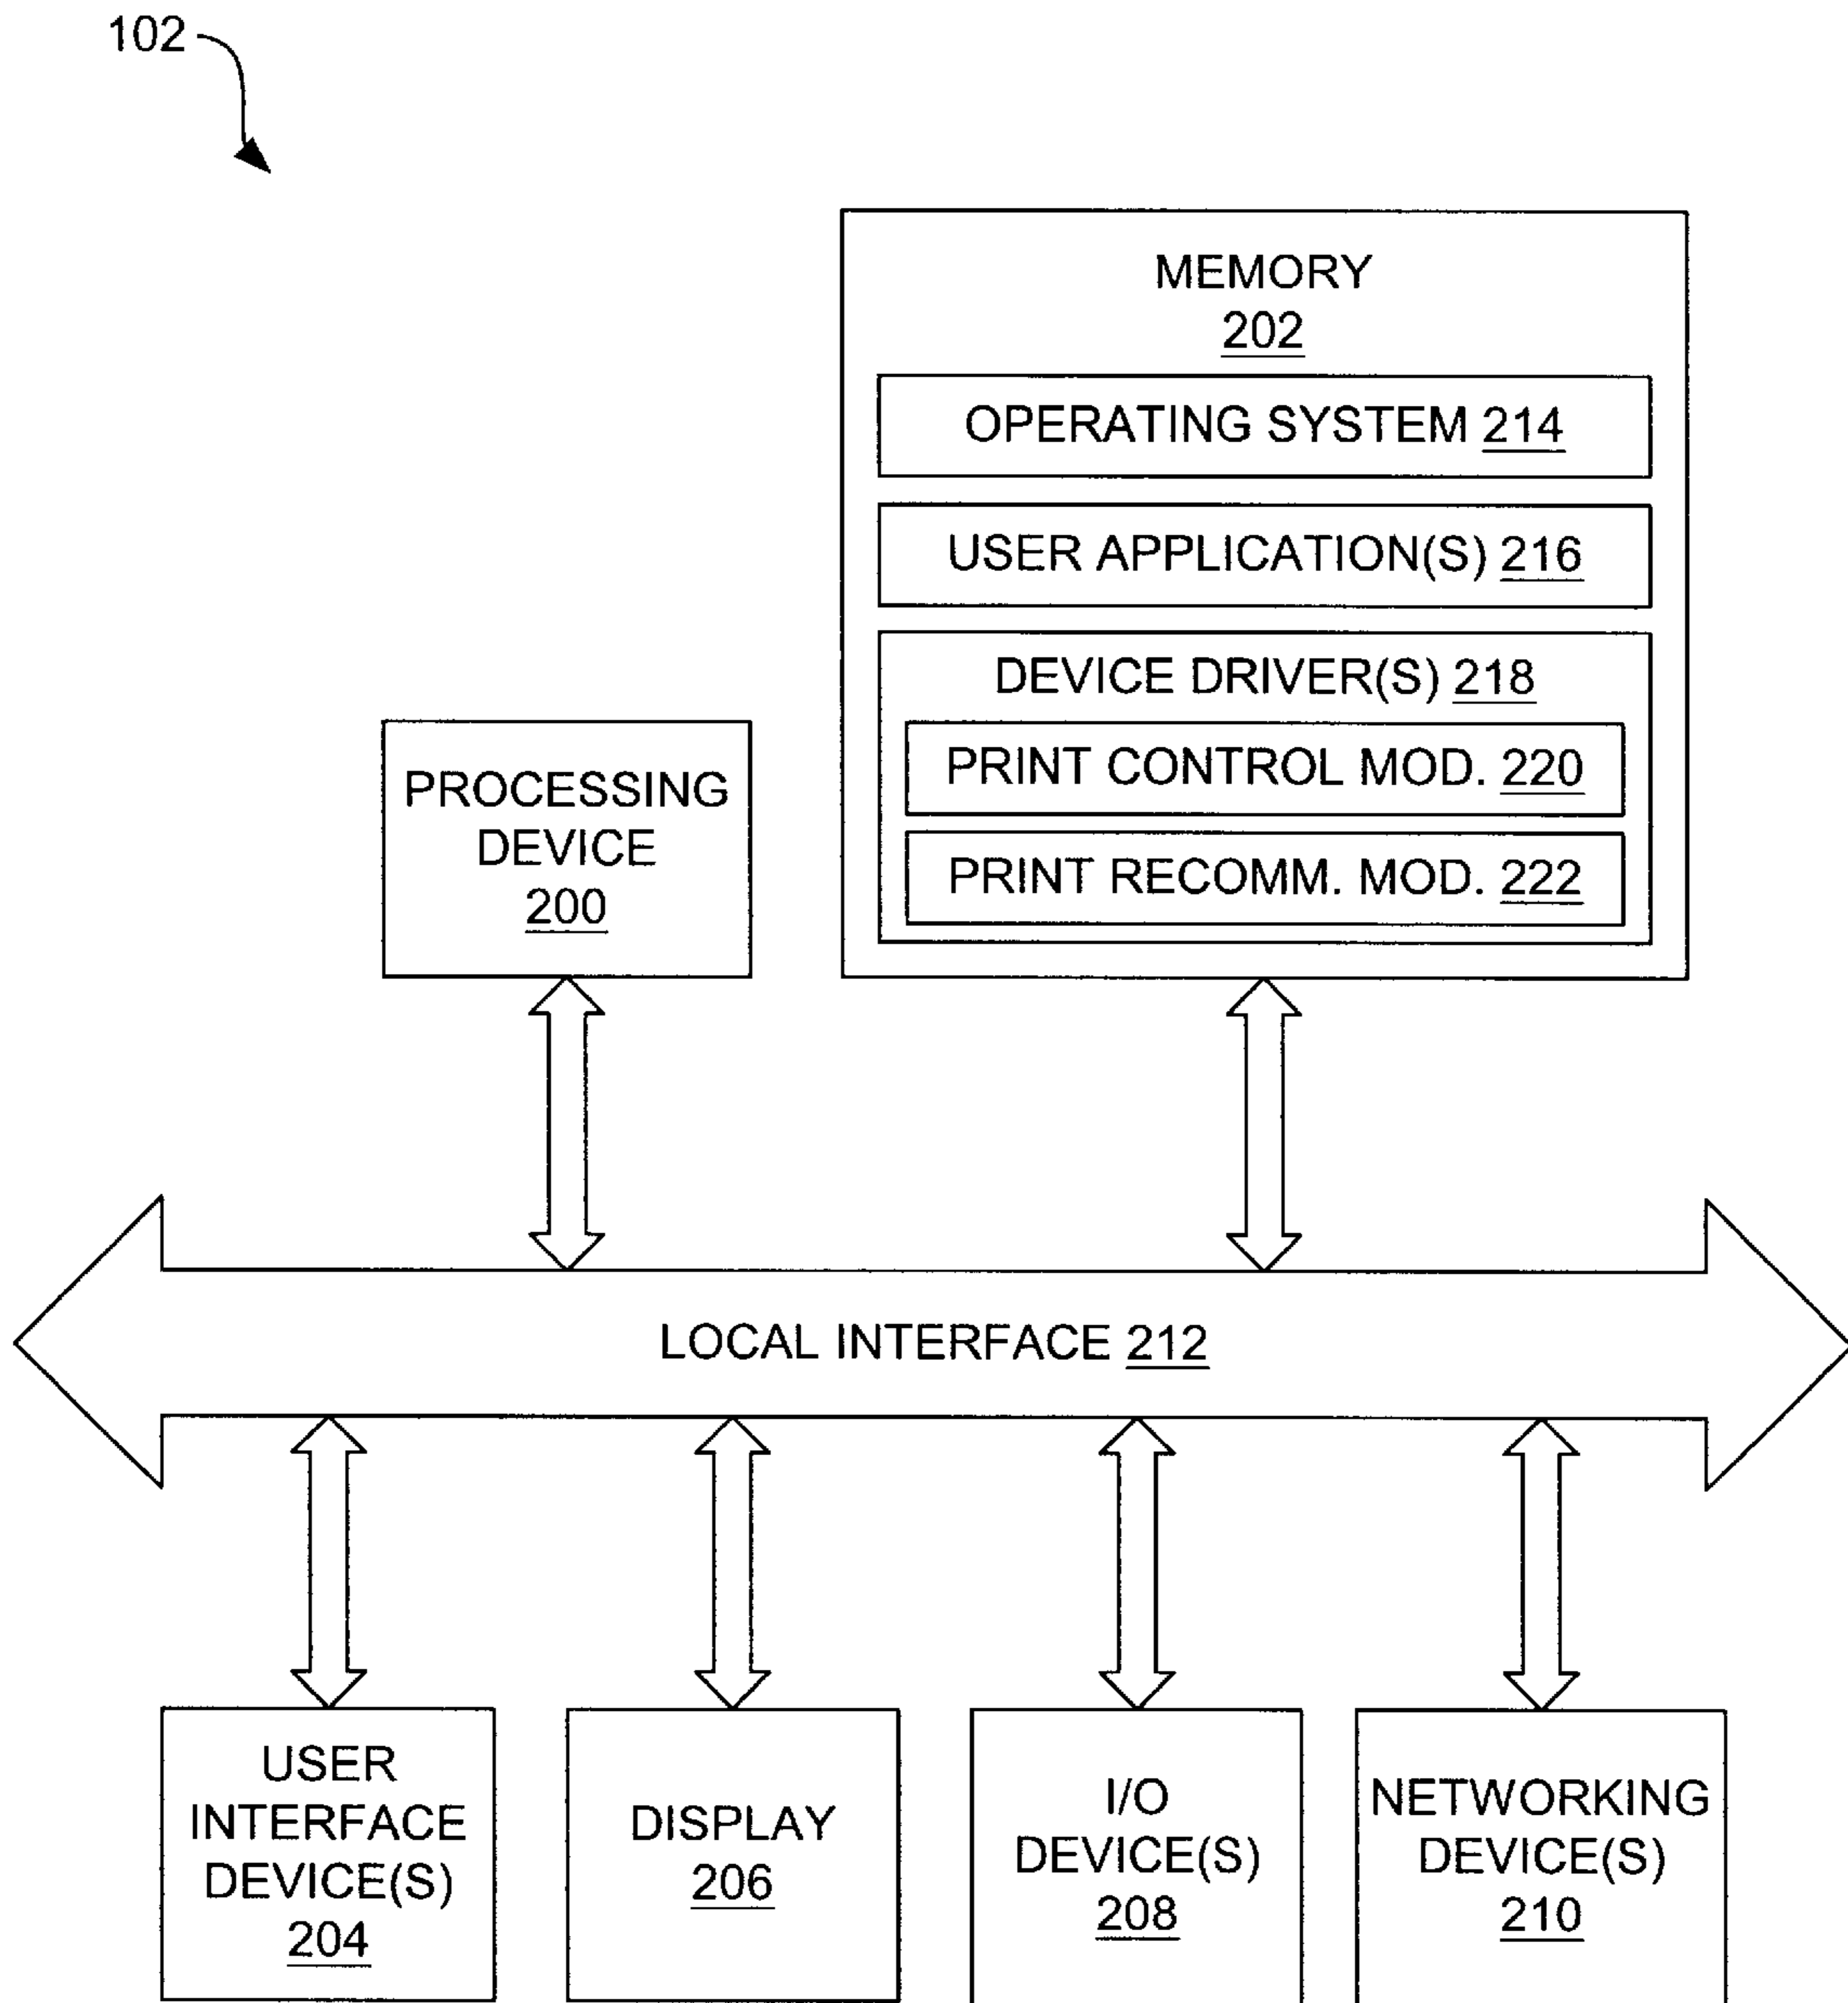 102
MEMORY
202
OPERATING SYSTEM 214
USER APPLICATION(S) 216
DEVICE DRIVER(S) 218
PRINT CONTROL MOD. 220
PRINT RECOMM. MOD. 222
PROCESSING
DEVICE
200
LOCAL INTERFACE 212
USER
INTERFACE
DEVICE(S)
204
DISPLAY
206
I/O
DEVICE(S)
208
NETWORKING
DEVICE(S)
210